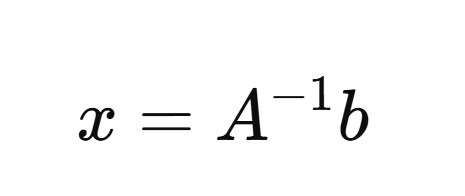 x = A⁻¹b